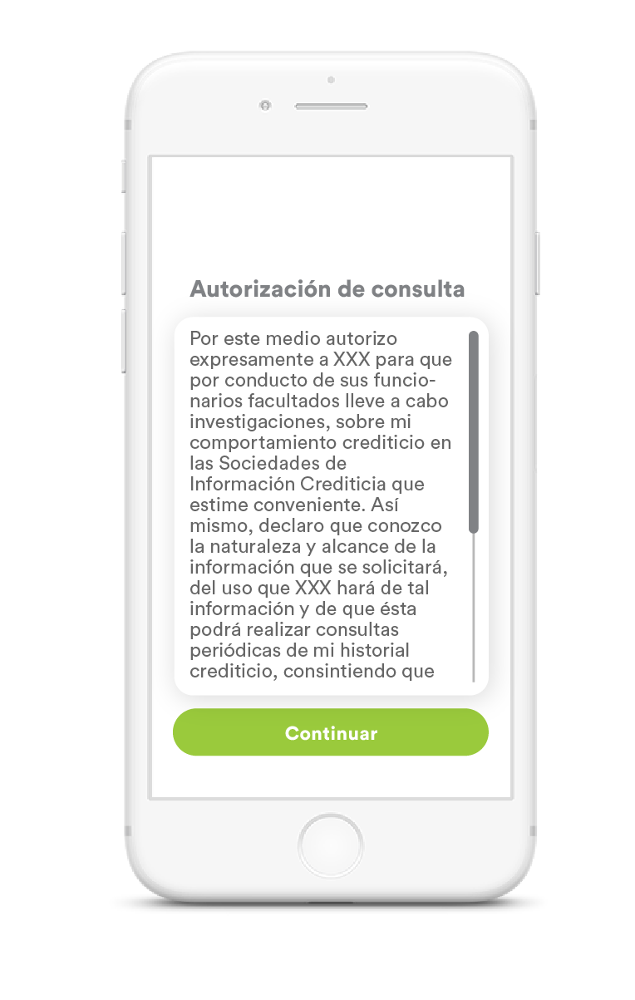 Autorización de consulta
Por este medio autorizo
expresamente a XXX para que
por conducto de sus funcio-
narios facultados lleve a cabo
investigaciones, sobre mi
comportamiento crediticio en
las Sociedades de
Información Crediticia que
estime conveniente. Así
mismo, declaro que conozco
la naturaleza y alcance de la
información que se solicitará,
del uso que XXX hará de tal
información y de que ésta
podrá realizar consultas
periódicas de mi historial
crediticio, consintiendo que
Continuar